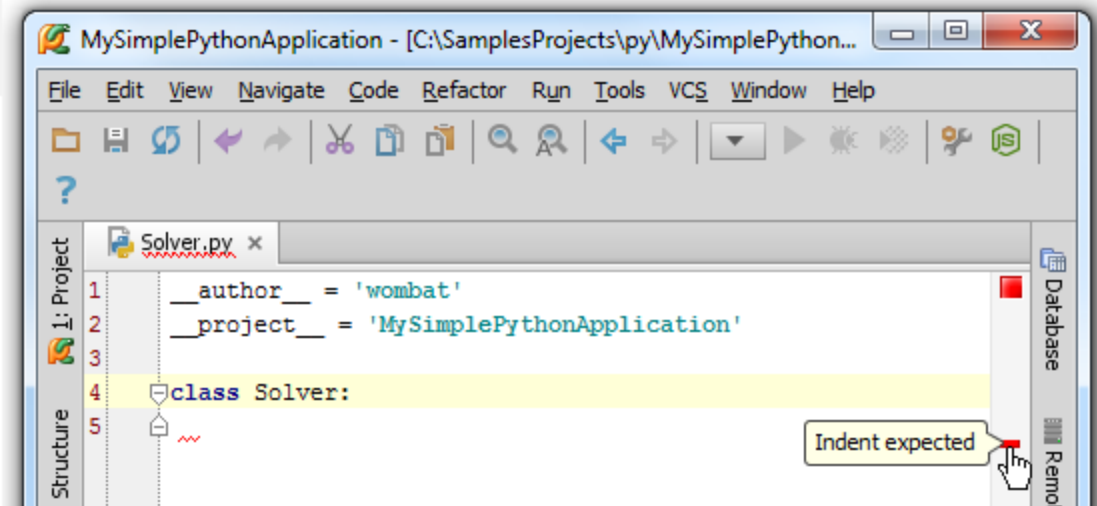 MySimplePythonApplication - [C:\SamplesProjects\py\MySimplePython...
File Edit View Navigate Code Refactor Run Tools VCS Window Help
JS
?
Solver.py
1: Project
Structure
1 __author__ = 'wombat'
2 __project__ = 'MySimplePythonApplication'
3
4 class Solver:
5
Indent expected
Database
Remo